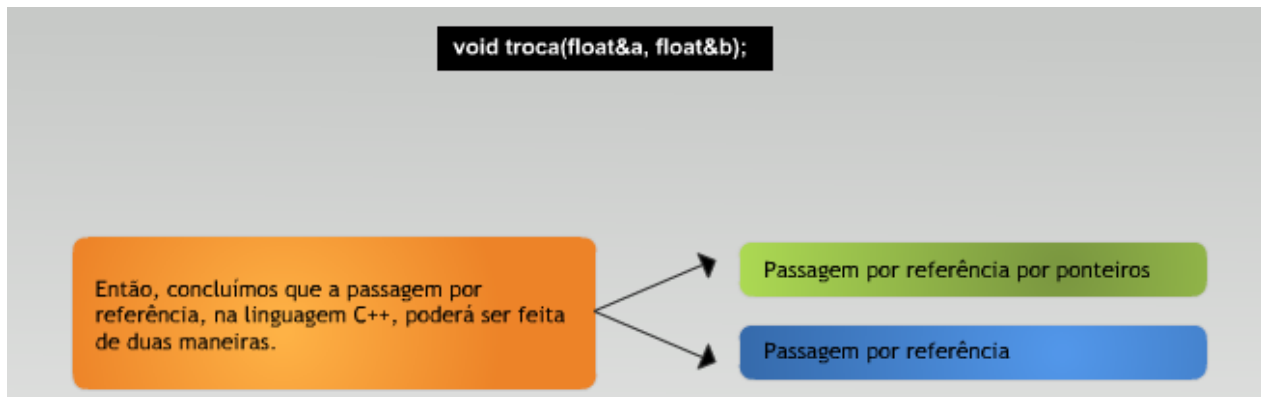 void troca(float&a, float&b);
Então, concluímos que a passagem por
referência, na linguagem C++, poderá ser feita
de duas maneiras.
Passagem por referência por ponteiros
Passagem por referência